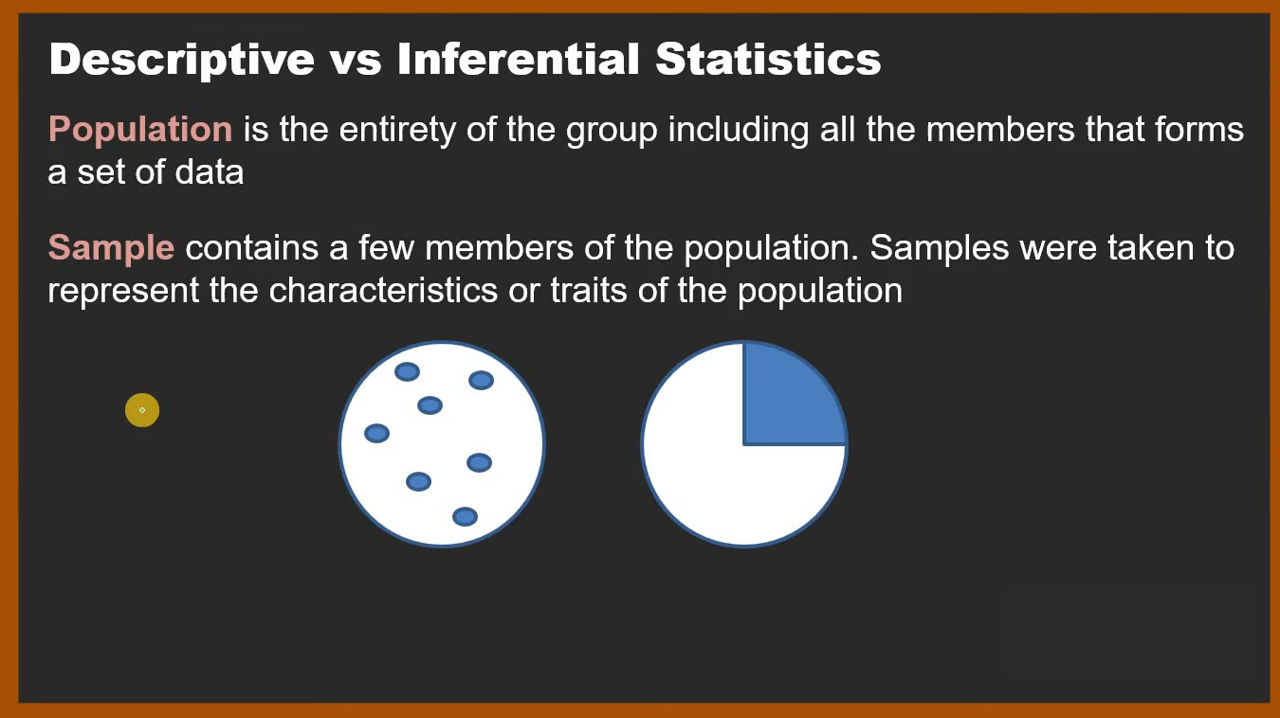 Descriptive vs Inferential Statistics
Population is the entirety of the group including all the members that forms
a set of data
Sample contains a few members of the population. Samples were taken to
represent the characteristics or traits of the population